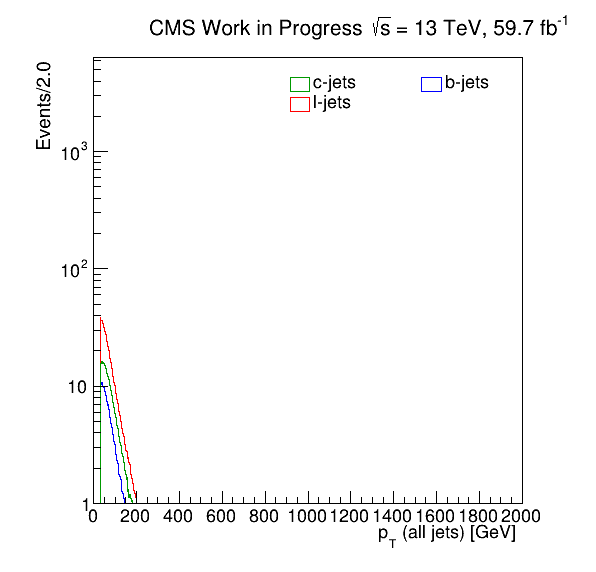 CMS Work in Progress √s = 13 TeV, 59.7 fb⁻¹
Events/2.0
c-jets b-jets
l-jets
10³
10²
10
1
0 200 400 600 800 1000 1200 1400 1600 1800 2000
p_T (all jets) [GeV]